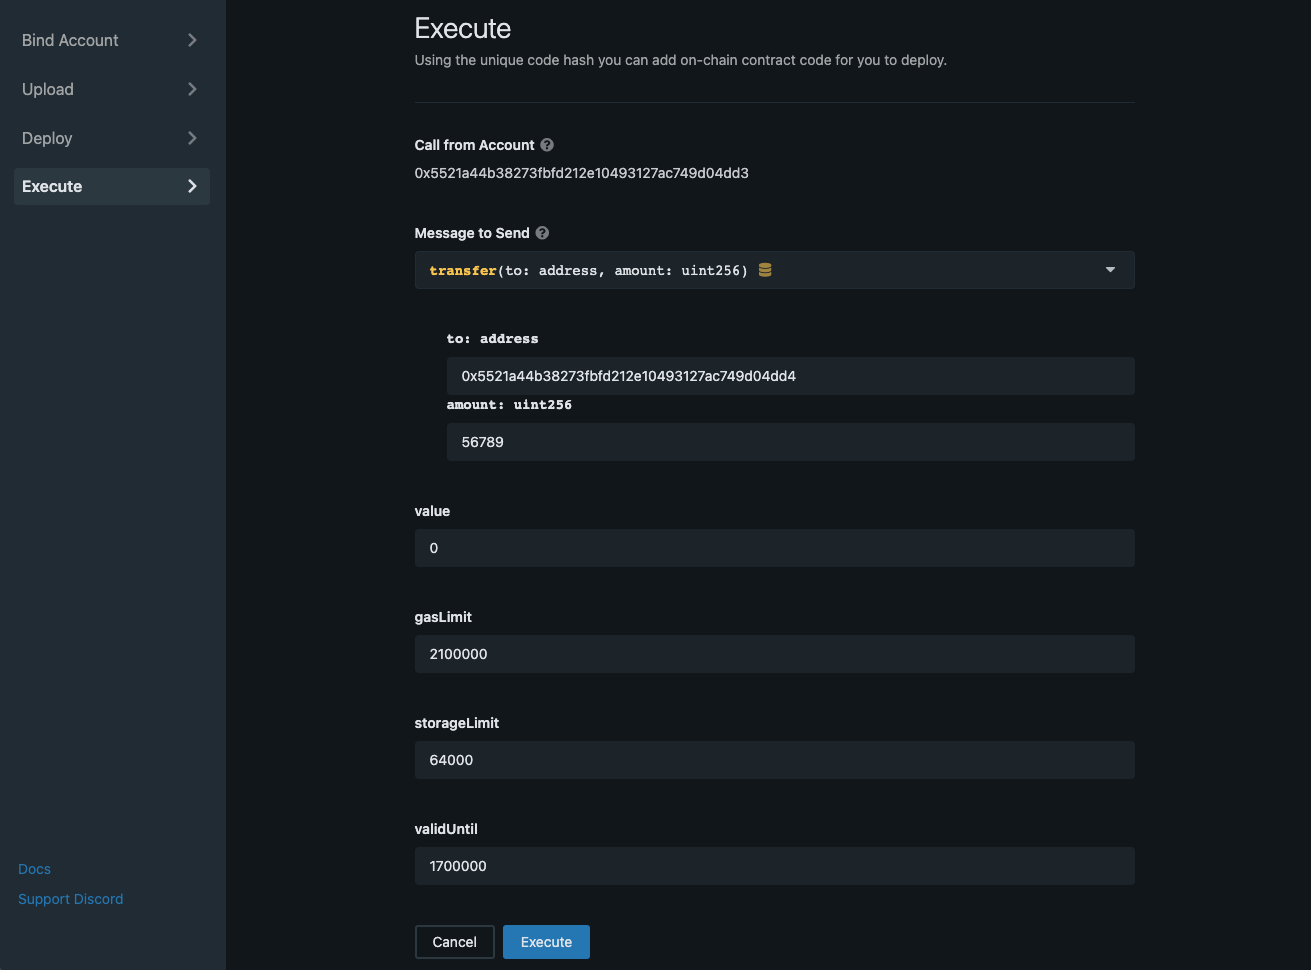 Bind Account
Upload
Deploy
Execute
Docs
Support Discord
Execute
Using the unique code hash you can add on-chain contract code for you to deploy.
Call from Account ?
0x5521a44b38273fbfd212e10493127ac749d04dd3
Message to Send ?
transfer(to: address, amount: uint256)
to: address
0x5521a44b38273fbfd212e10493127ac749d04dd4
amount: uint256
56789
value
0
gasLimit
2100000
storageLimit
64000
validUntil
1700000
Cancel Execute